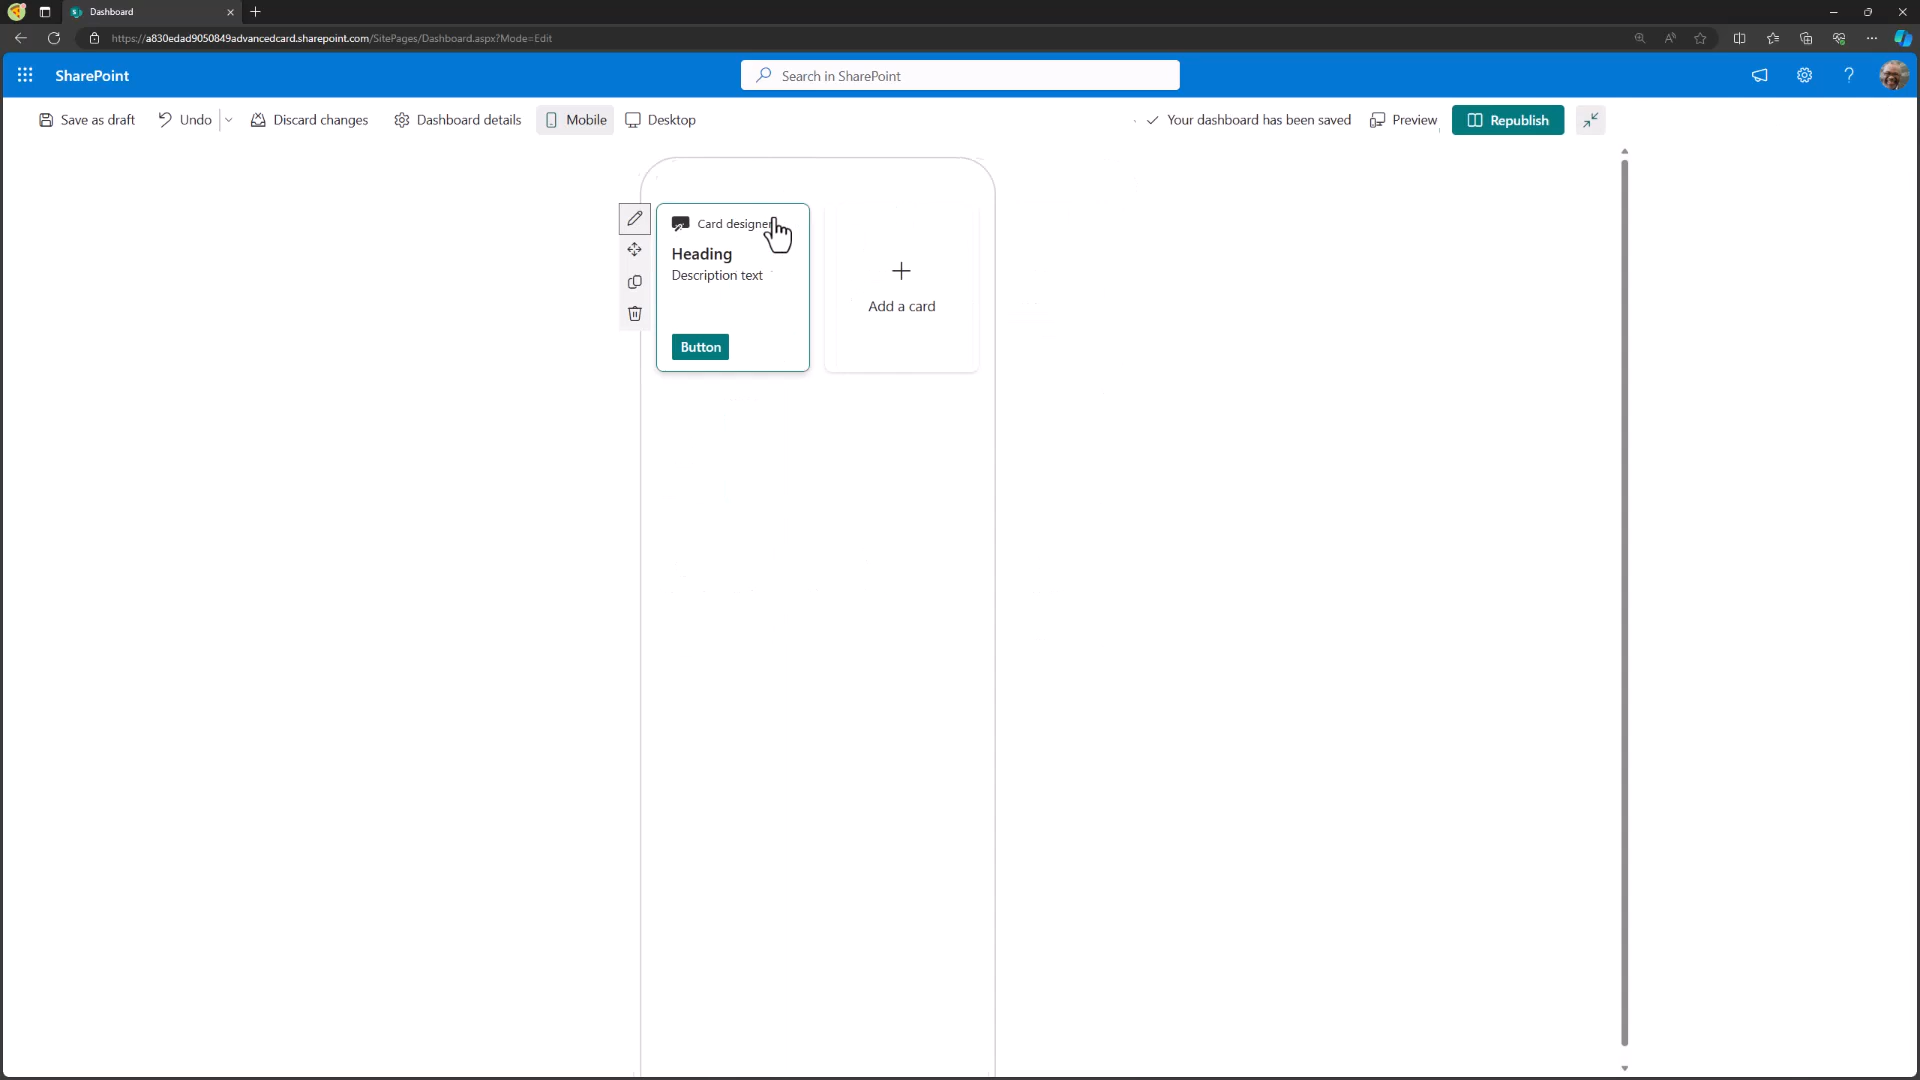 Dashboard
https://a830edad9050849advancedcard.sharepoint.com/SitePages/Dashboard.aspx?Mode=Edit
SharePoint
Search in SharePoint
Save as draft Undo Discard changes Dashboard details Mobile Desktop Your dashboard has been saved Preview Republish
Card designer
Heading
Description text
Button
Add a card